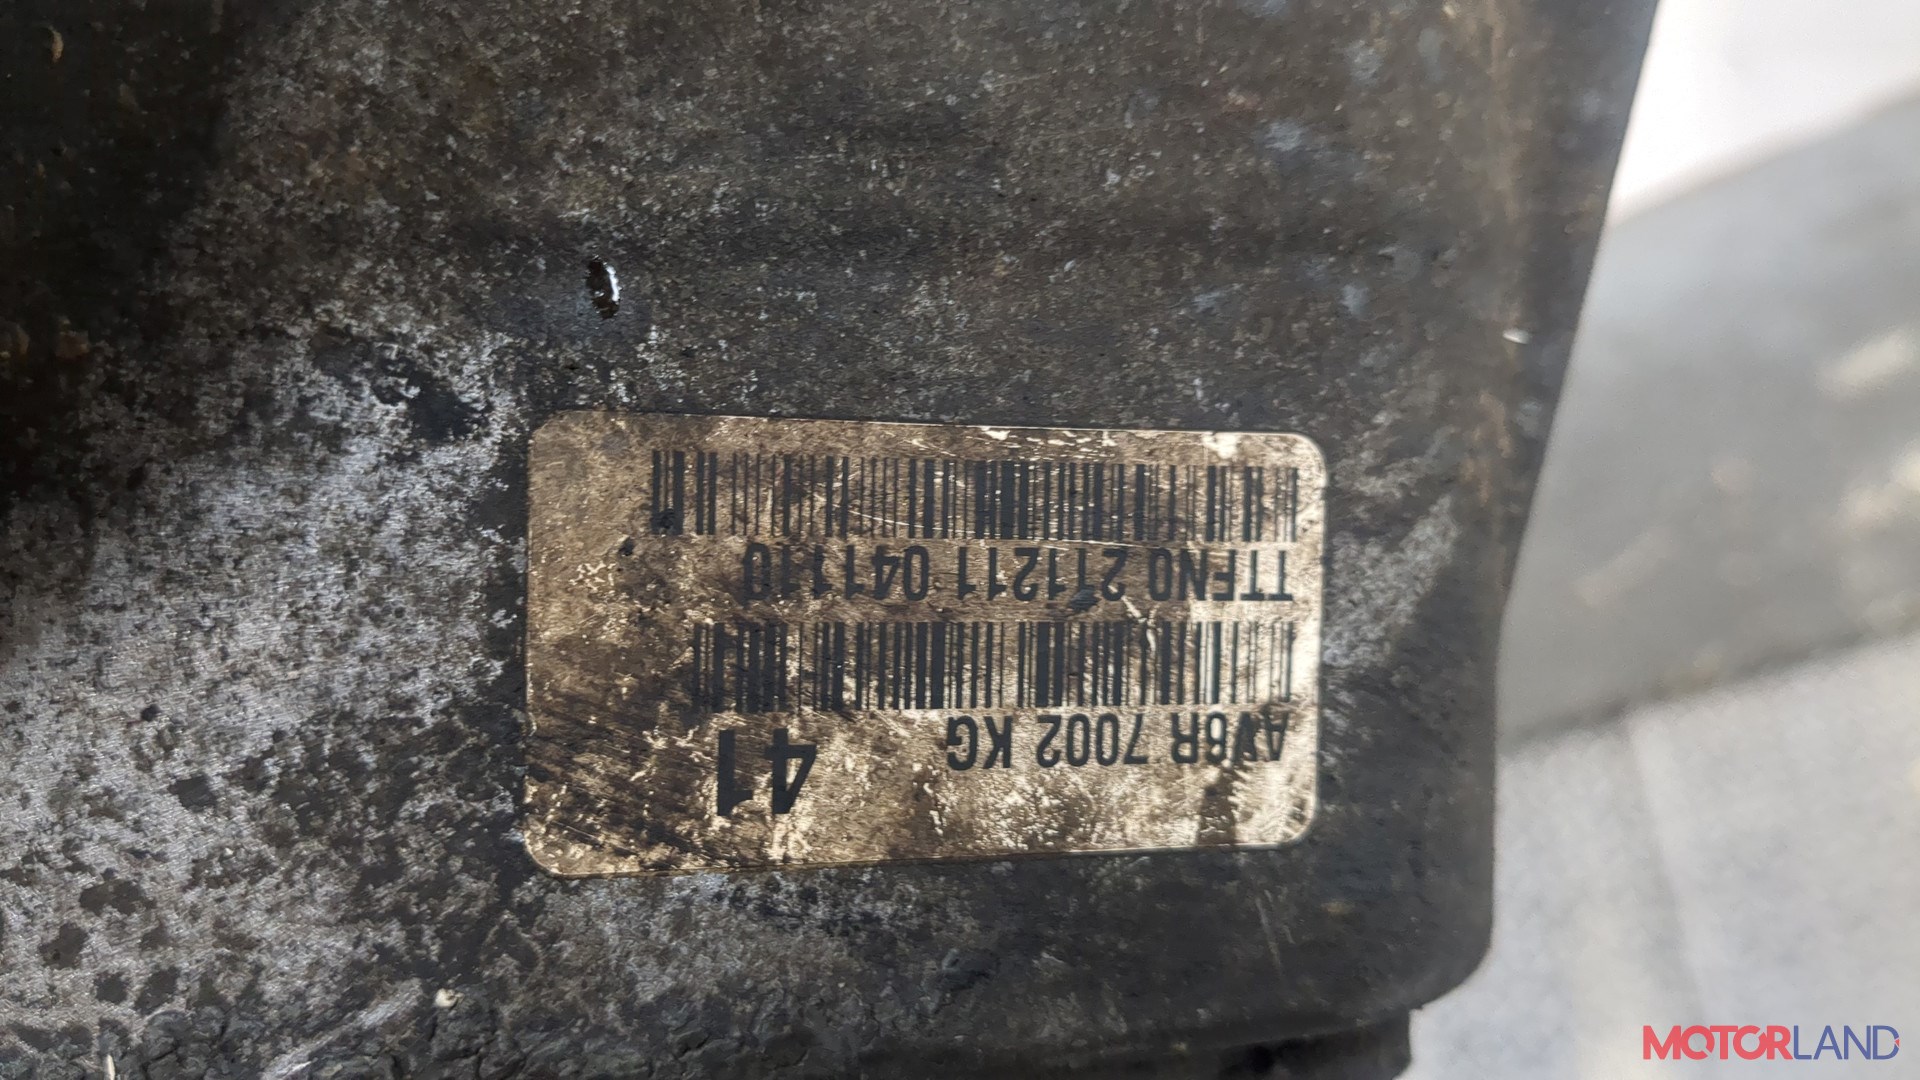 AV6R 7002 KG
41
TTFN0 211211 041110
MOTORLAND